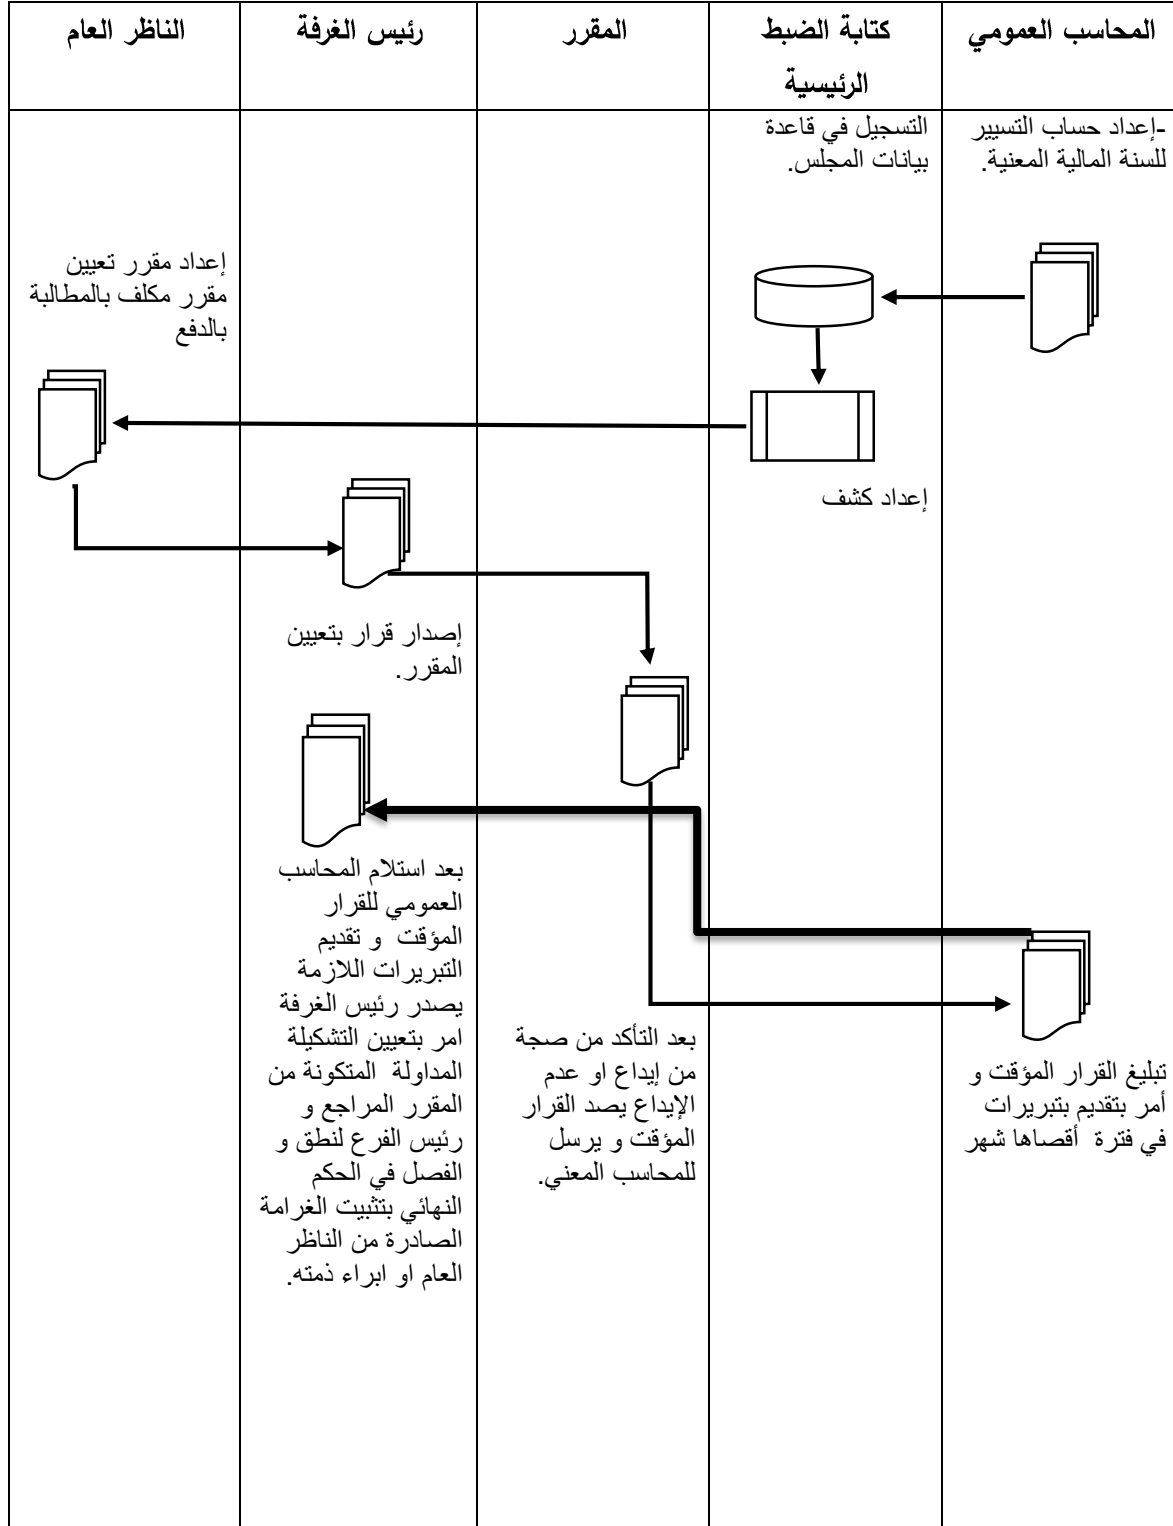 المحاسب العمومي
كتابة الضبط
الرئيسية
المقرر
رئيس الغرفة
الناظر العام
-إعداد حساب التسيير
للسنة المالية المعنية.
التسجيل في قاعدة
بيانات المجلس.
إعداد مقرر تعيين
مقرر مكلف بالمطالبة
بالدفع
إعداد كشف
إصدار قرار بتعيين
المقرر.
بعد استلام المحاسب
العمومي للقرار
المؤقت و تقديم
التبريرات اللازمة
يصدر رئيس الغرفة
امر بتعيين التشكيلة
المداولة المتكونة من
المقرر المراجع و
رئيس الفرع لنطق و
الفصل في الحكم
النهائي بتثبيت الغرامة
الصادرة من الناظر
العام او ابراء ذمته.
بعد التأكد من صجة
من إيداع او عدم
الإيداع يصد القرار
المؤقت و يرسل
للمحاسب المعني.
تبليغ القرار المؤقت و
أمر بتقديم بتبريرات
في فترة أقصاها شهر